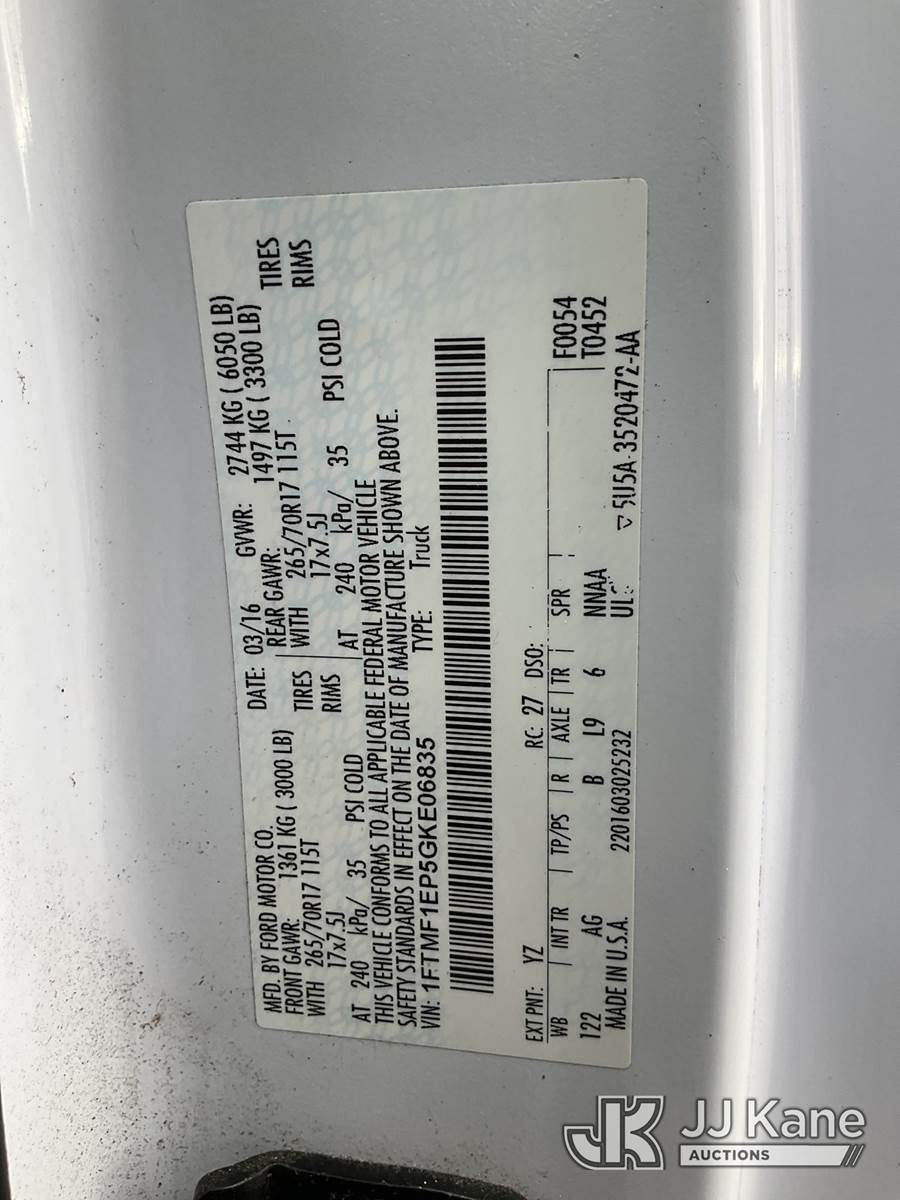 MFD. BY FORD MOTOR CO.
DATE: 03/16 GVWR: 2744 KG ( 6050 LB)
FRONT GAWR: 1361 KG ( 3000 LB)
REAR GAWR: 1497 KG ( 3300 LB)
WITH 265/70R17 115T TIRES
WITH 265/70R17 115T TIRES
17x7.5J RIMS
17x7.5J RIMS
AT 240 kPa/ 35 PSI COLD
AT 240 kPa/ 35 PSI COLD
THIS VEHICLE CONFORMS TO ALL APPLICABLE FEDERAL MOTOR VEHICLE
SAFETY STANDARDS IN EFFECT ON THE DATE OF MANUFACTURE SHOWN ABOVE.
VIN: 1FTMF1EP5GKE06835 TYPE: Truck
EXT PNT: YZ RC: 27 DSO:
WB INT TR TP/PS R AXLE TR SPR F0054
122 AG B L9 6 NNAA T0452
MADE IN U.S.A. 2201603025232
5U5A-3520472-AA
JJ Kane
AUCTIONS